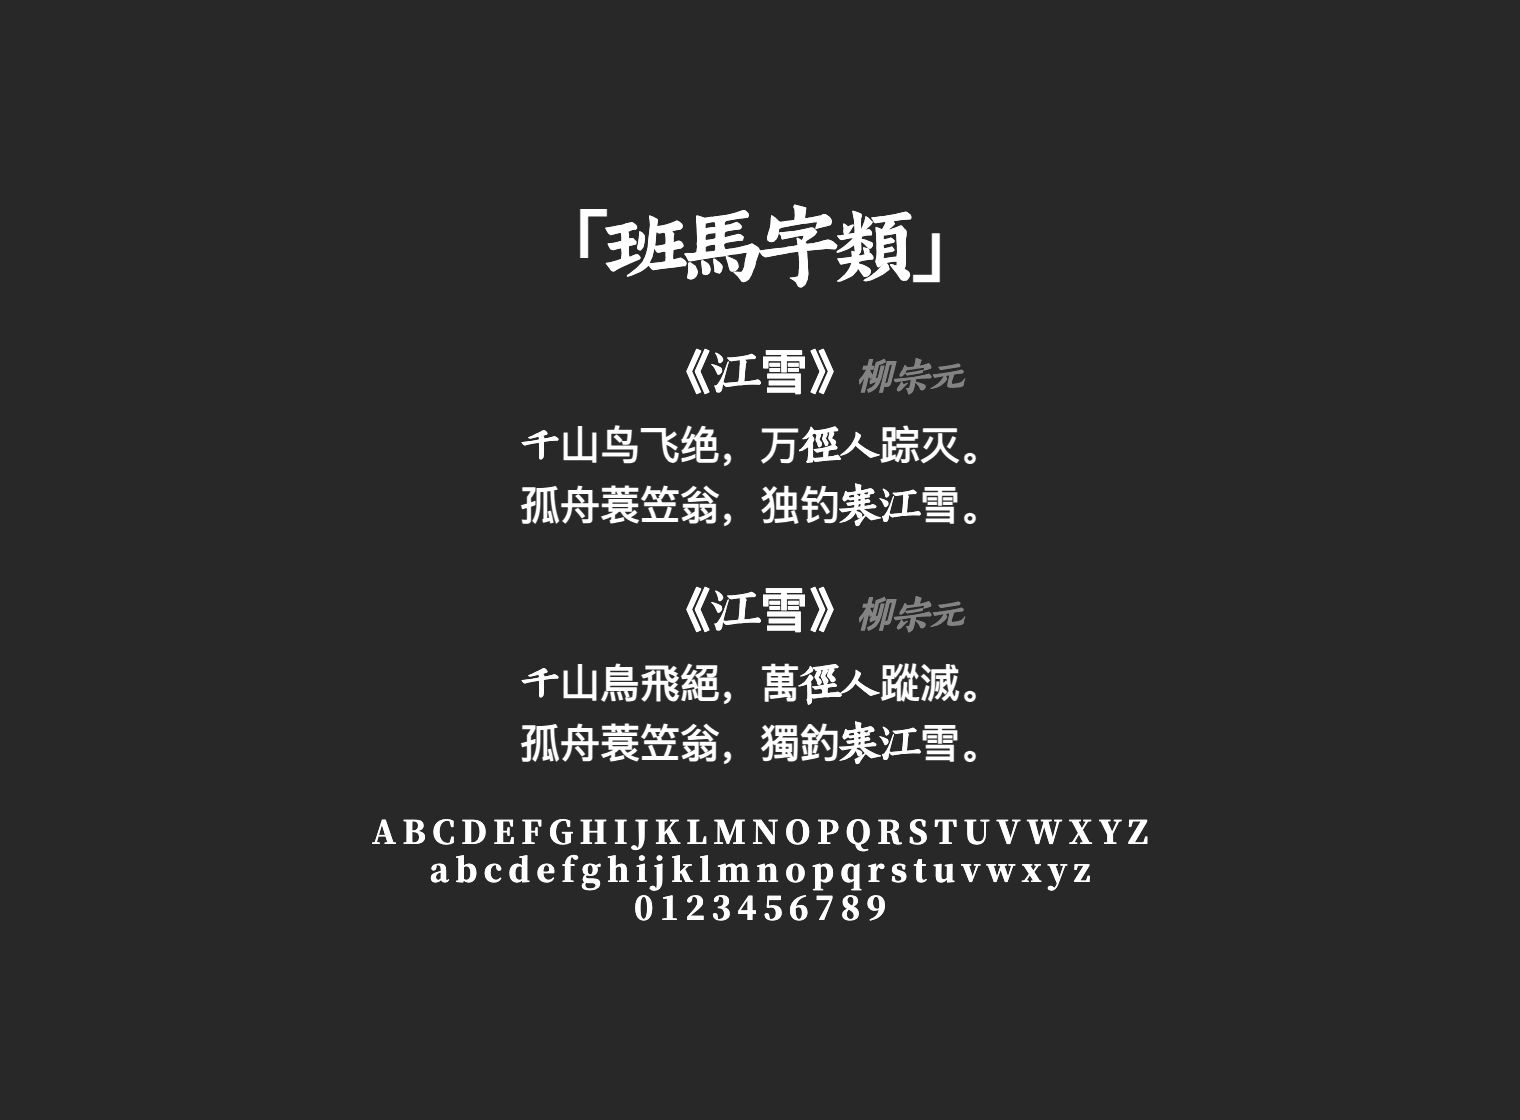 「班馬字類」
《江雪》 柳宗元
千山鸟飞绝，万徑人踪灭。
孤舟蓑笠翁，独钓寒江雪。
《江雪》 柳宗元
千山鳥飛絕，萬徑人蹤滅。
孤舟蓑笠翁，獨釣寒江雪。
ABCDEFGHIJKLMNOPQRSTUVWXYZ
abcdefghijklmnopqrstuvwxyz
0123456789